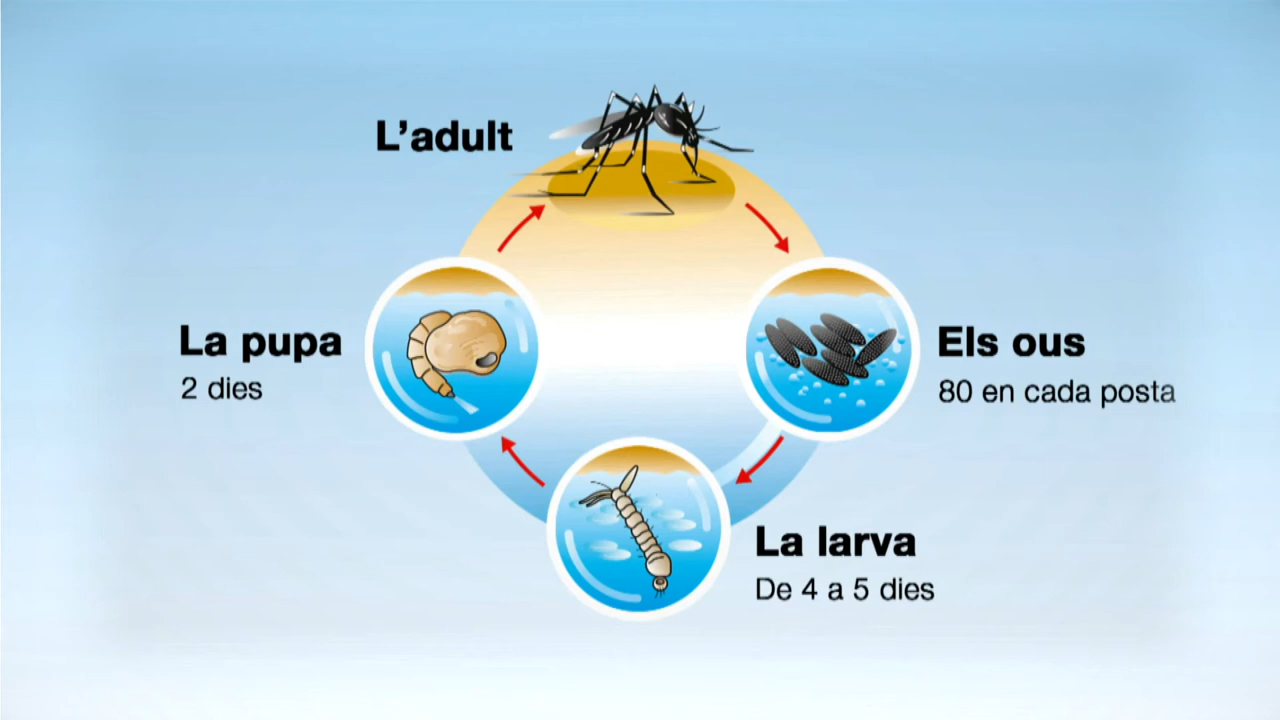 L'adult
La pupa
2 dies
Els ous
80 en cada posta
La larva
De 4 a 5 dies